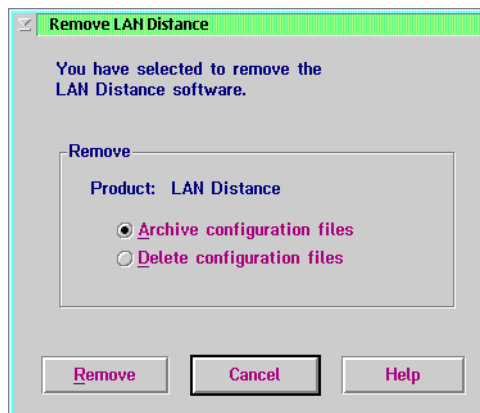 Remove LAN Distance
You have selected to remove the
LAN Distance software.
Remove
Product: LAN Distance
Archive configuration files
Delete configuration files
Remove Cancel Help